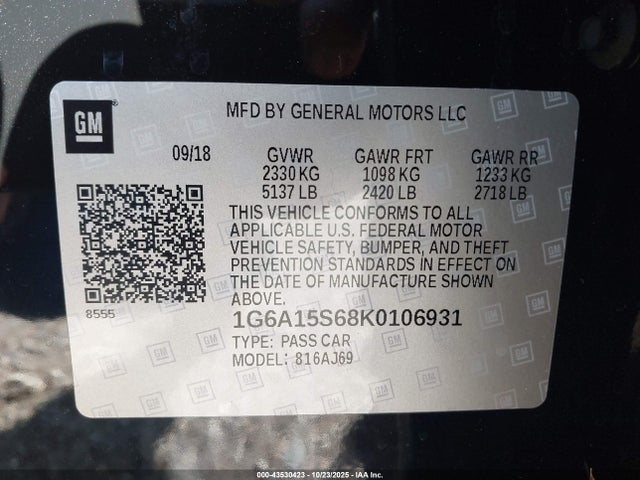 GM
MFD BY GENERAL MOTORS LLC
09/18
GVWR GAWR FRT GAWR RR
2330 KG 1098 KG 1233 KG
5137 LB 2420 LB 2718 LB
THIS VEHICLE CONFORMS TO ALL
APPLICABLE U.S. FEDERAL MOTOR
VEHICLE SAFETY, BUMPER, AND THEFT
PREVENTION STANDARDS IN EFFECT ON
THE DATE OF MANUFACTURE SHOWN
ABOVE.
8555
1G6A15S68K0106931
TYPE: PASS CAR
MODEL: 816AJ69
000-43530423 - 10/23/2025 - IAA Inc.